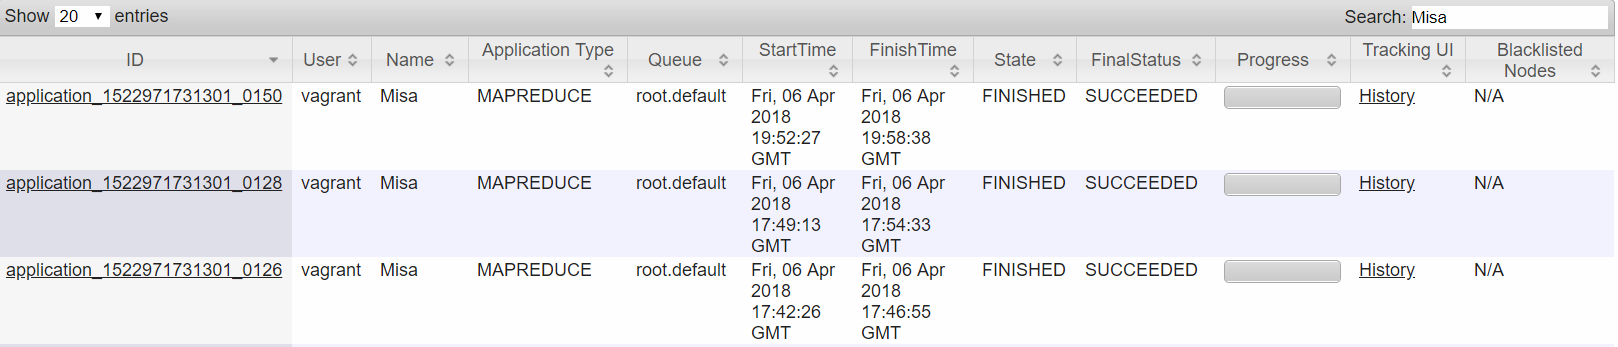 Show 20 entries Search: Misa
ID User Name Application Type Queue StartTime FinishTime State FinalStatus Progress Tracking UI Blacklisted Nodes
application_1522971731301_0150 vagrant Misa MAPREDUCE root.default Fri, 06 Apr Fri, 06 Apr FINISHED SUCCEEDED History N/A
2018 2018
19:52:27 19:58:38
GMT GMT
application_1522971731301_0128 vagrant Misa MAPREDUCE root.default Fri, 06 Apr Fri, 06 Apr FINISHED SUCCEEDED History N/A
2018 2018
17:49:13 17:54:33
GMT GMT
application_1522971731301_0126 vagrant Misa MAPREDUCE root.default Fri, 06 Apr Fri, 06 Apr FINISHED SUCCEEDED History N/A
2018 2018
17:42:26 17:46:55
GMT GMT